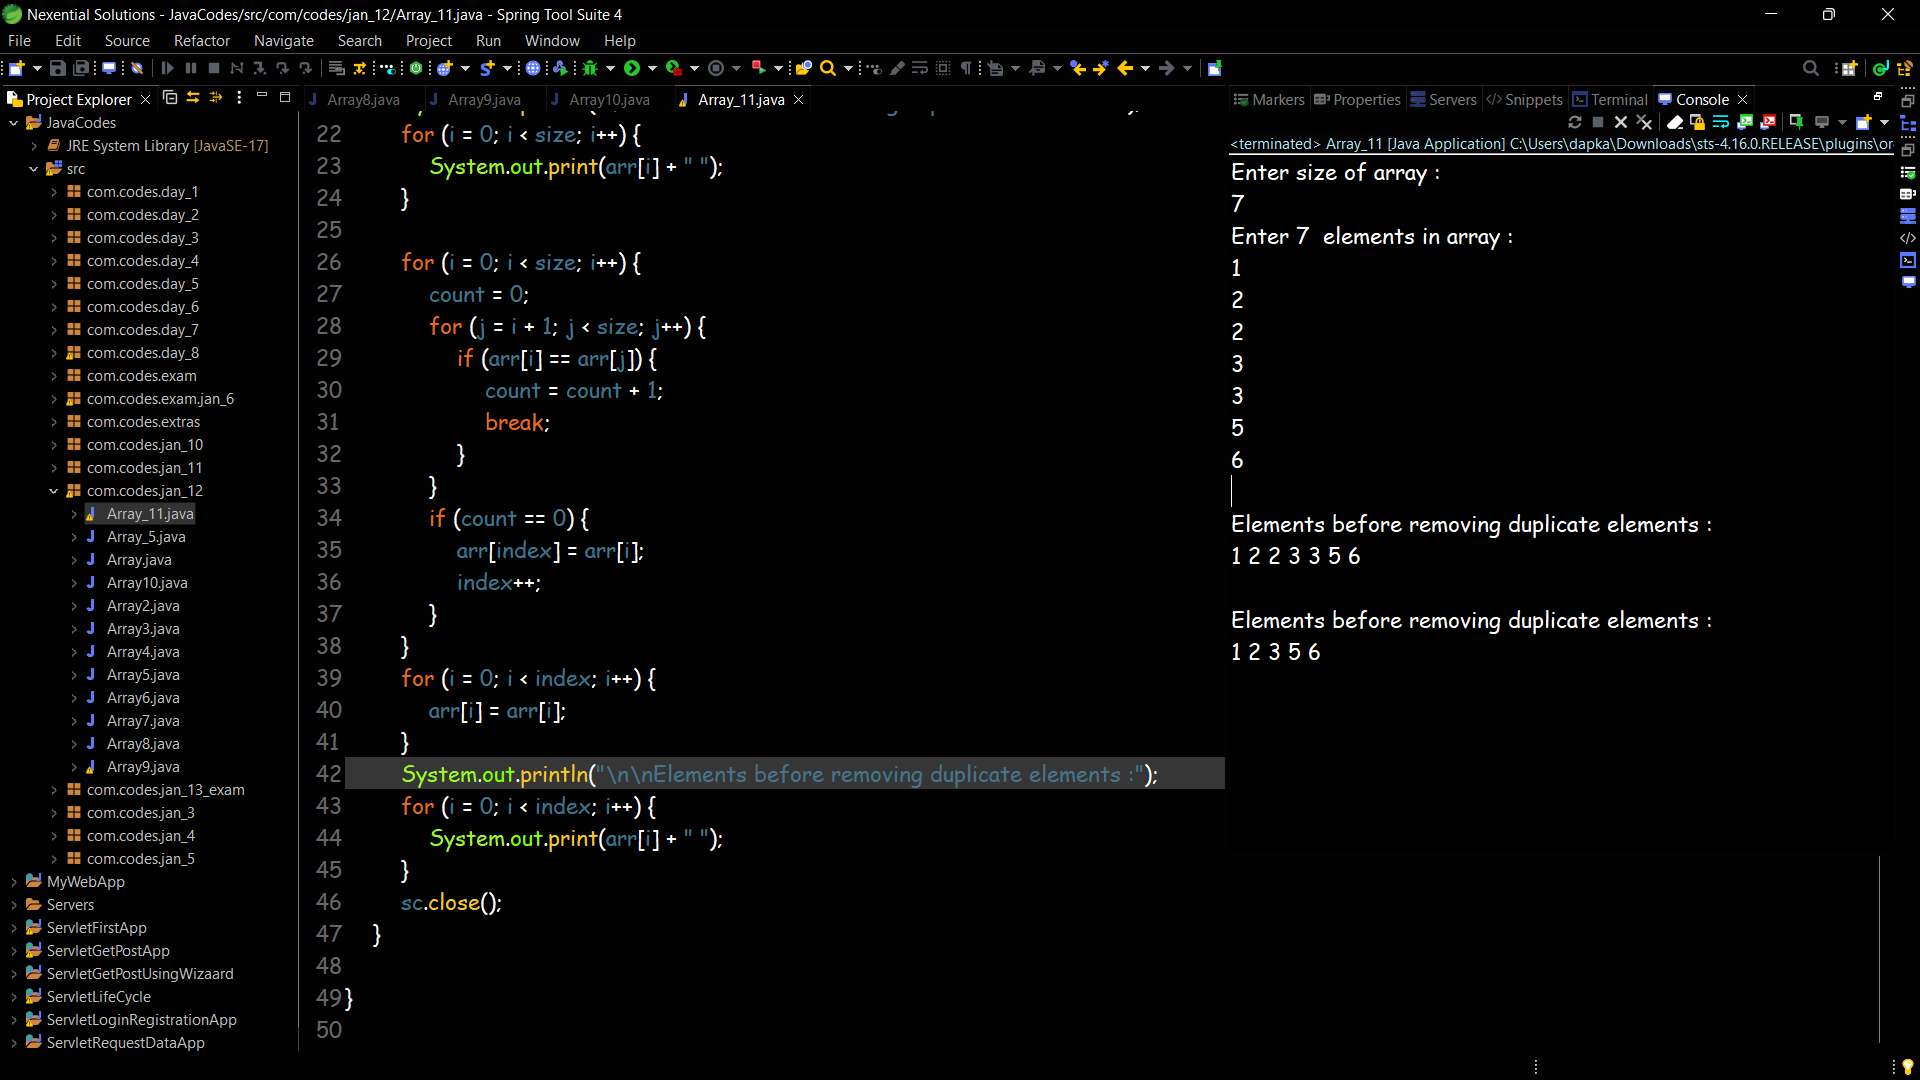 Nexential Solutions - JavaCodes/src/com/codes/jan_12/Array_11.java - Spring Tool Suite 4
File Edit Source Refactor Navigate Search Project Run Window Help
Project Explorer
JavaCodes
JRE System Library [JavaSE-17]
src
com.codes.day_1
com.codes.day_2
com.codes.day_3
com.codes.day_4
com.codes.day_5
com.codes.day_6
com.codes.day_7
com.codes.day_8
com.codes.exam
com.codes.exam.jan_6
com.codes.extras
com.codes.jan_10
com.codes.jan_11
com.codes.jan_12
Array_11.java
Array_5.java
Array.java
Array10.java
Array2.java
Array3.java
Array4.java
Array5.java
Array6.java
Array7.java
Array8.java
Array9.java
com.codes.jan_13_exam
com.codes.jan_3
com.codes.jan_4
com.codes.jan_5
MyWebApp
Servers
ServletFirstApp
ServletGetPostApp
ServletGetPostUsingWizaard
ServletLifeCycle
ServletLoginRegistrationApp
ServletRequestDataApp
Array8.java Array9.java Array10.java Array_11.java
22 for (i = 0; i < size; i++) {
23 System.out.print(arr[i] + " ");
24 }
25
26 for (i = 0; i < size; i++) {
27 count = 0;
28 for (j = i + 1; j < size; j++) {
29 if (arr[i] == arr[j]) {
30 count = count + 1;
31 break;
32 }
33 }
34 if (count == 0) {
35 arr[index] = arr[i];
36 index++;
37 }
38 }
39 for (i = 0; i < index; i++) {
40 arr[i] = arr[i];
41 }
42 System.out.println("\n\nElements before removing duplicate elements :");
43 for (i = 0; i < index; i++) {
44 System.out.print(arr[i] + " ");
45 }
46 sc.close();
47 }
48
49 }
50
Markers Properties Servers Snippets Terminal Console
<terminated> Array_11 [Java Application] C:\Users\dapka\Downloads\sts-4.16.0.RELEASE\plugins\or
Enter size of array :
7
Enter 7  elements in array :
1
2
2
3
3
5
6
Elements before removing duplicate elements :
1 2 2 3 3 5 6
Elements before removing duplicate elements :
1 2 3 5 6